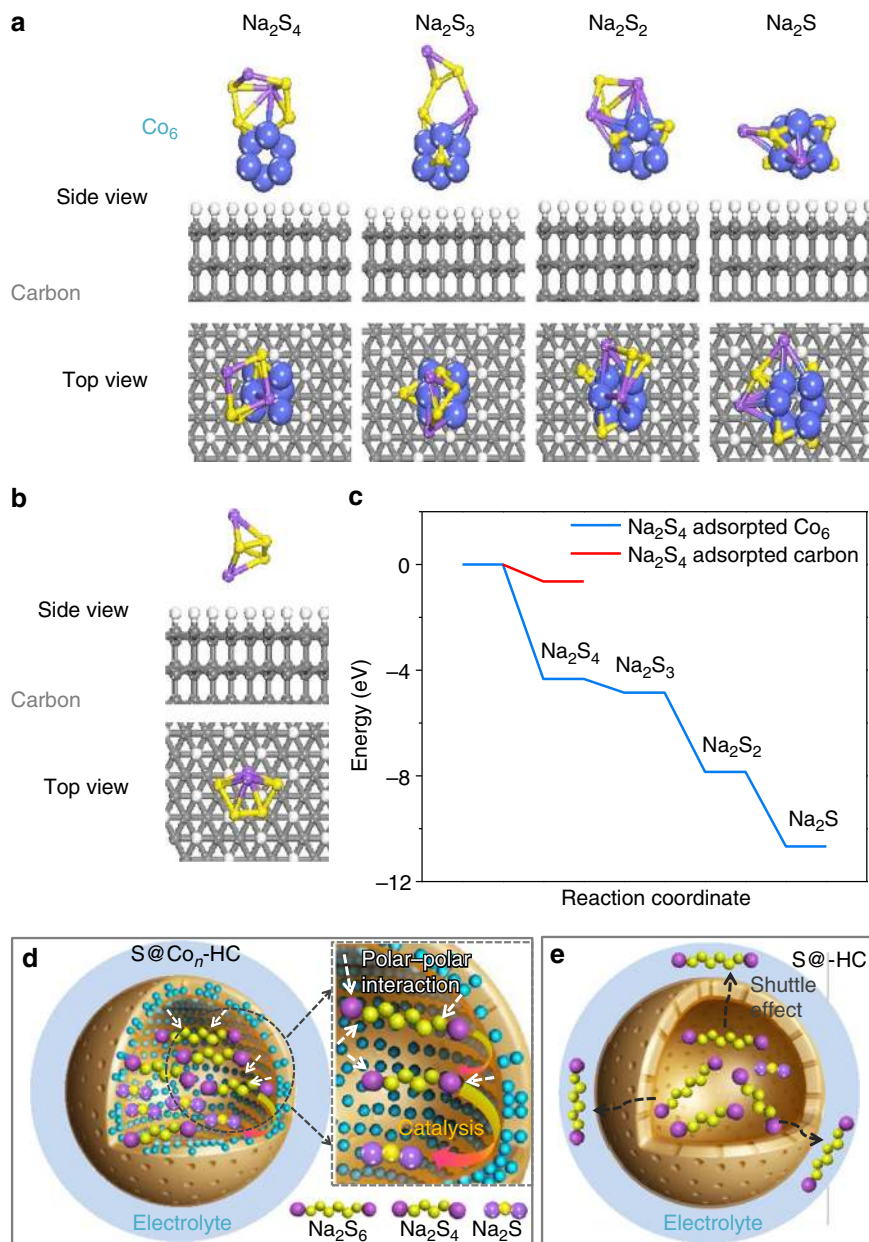 a
Na₂S₄ Na₂S₃ Na₂S₂ Na₂S
Co₆
Side view
Carbon
Top view
b
Side view
Carbon
Top view
c
Na₂S₄ adsorpted Co₆
Na₂S₄ adsorpted carbon
0
−4
−8
−12
Energy (eV)
Na₂S₄
Na₂S₃
Na₂S₂
Na₂S
Reaction coordinate
d
S@Coₙ-HC
Polar–polar
interaction
Catalysis
Electrolyte
Na₂S₆ Na₂S₄ Na₂S
e
S@-HC
Shuttle
effect
Electrolyte